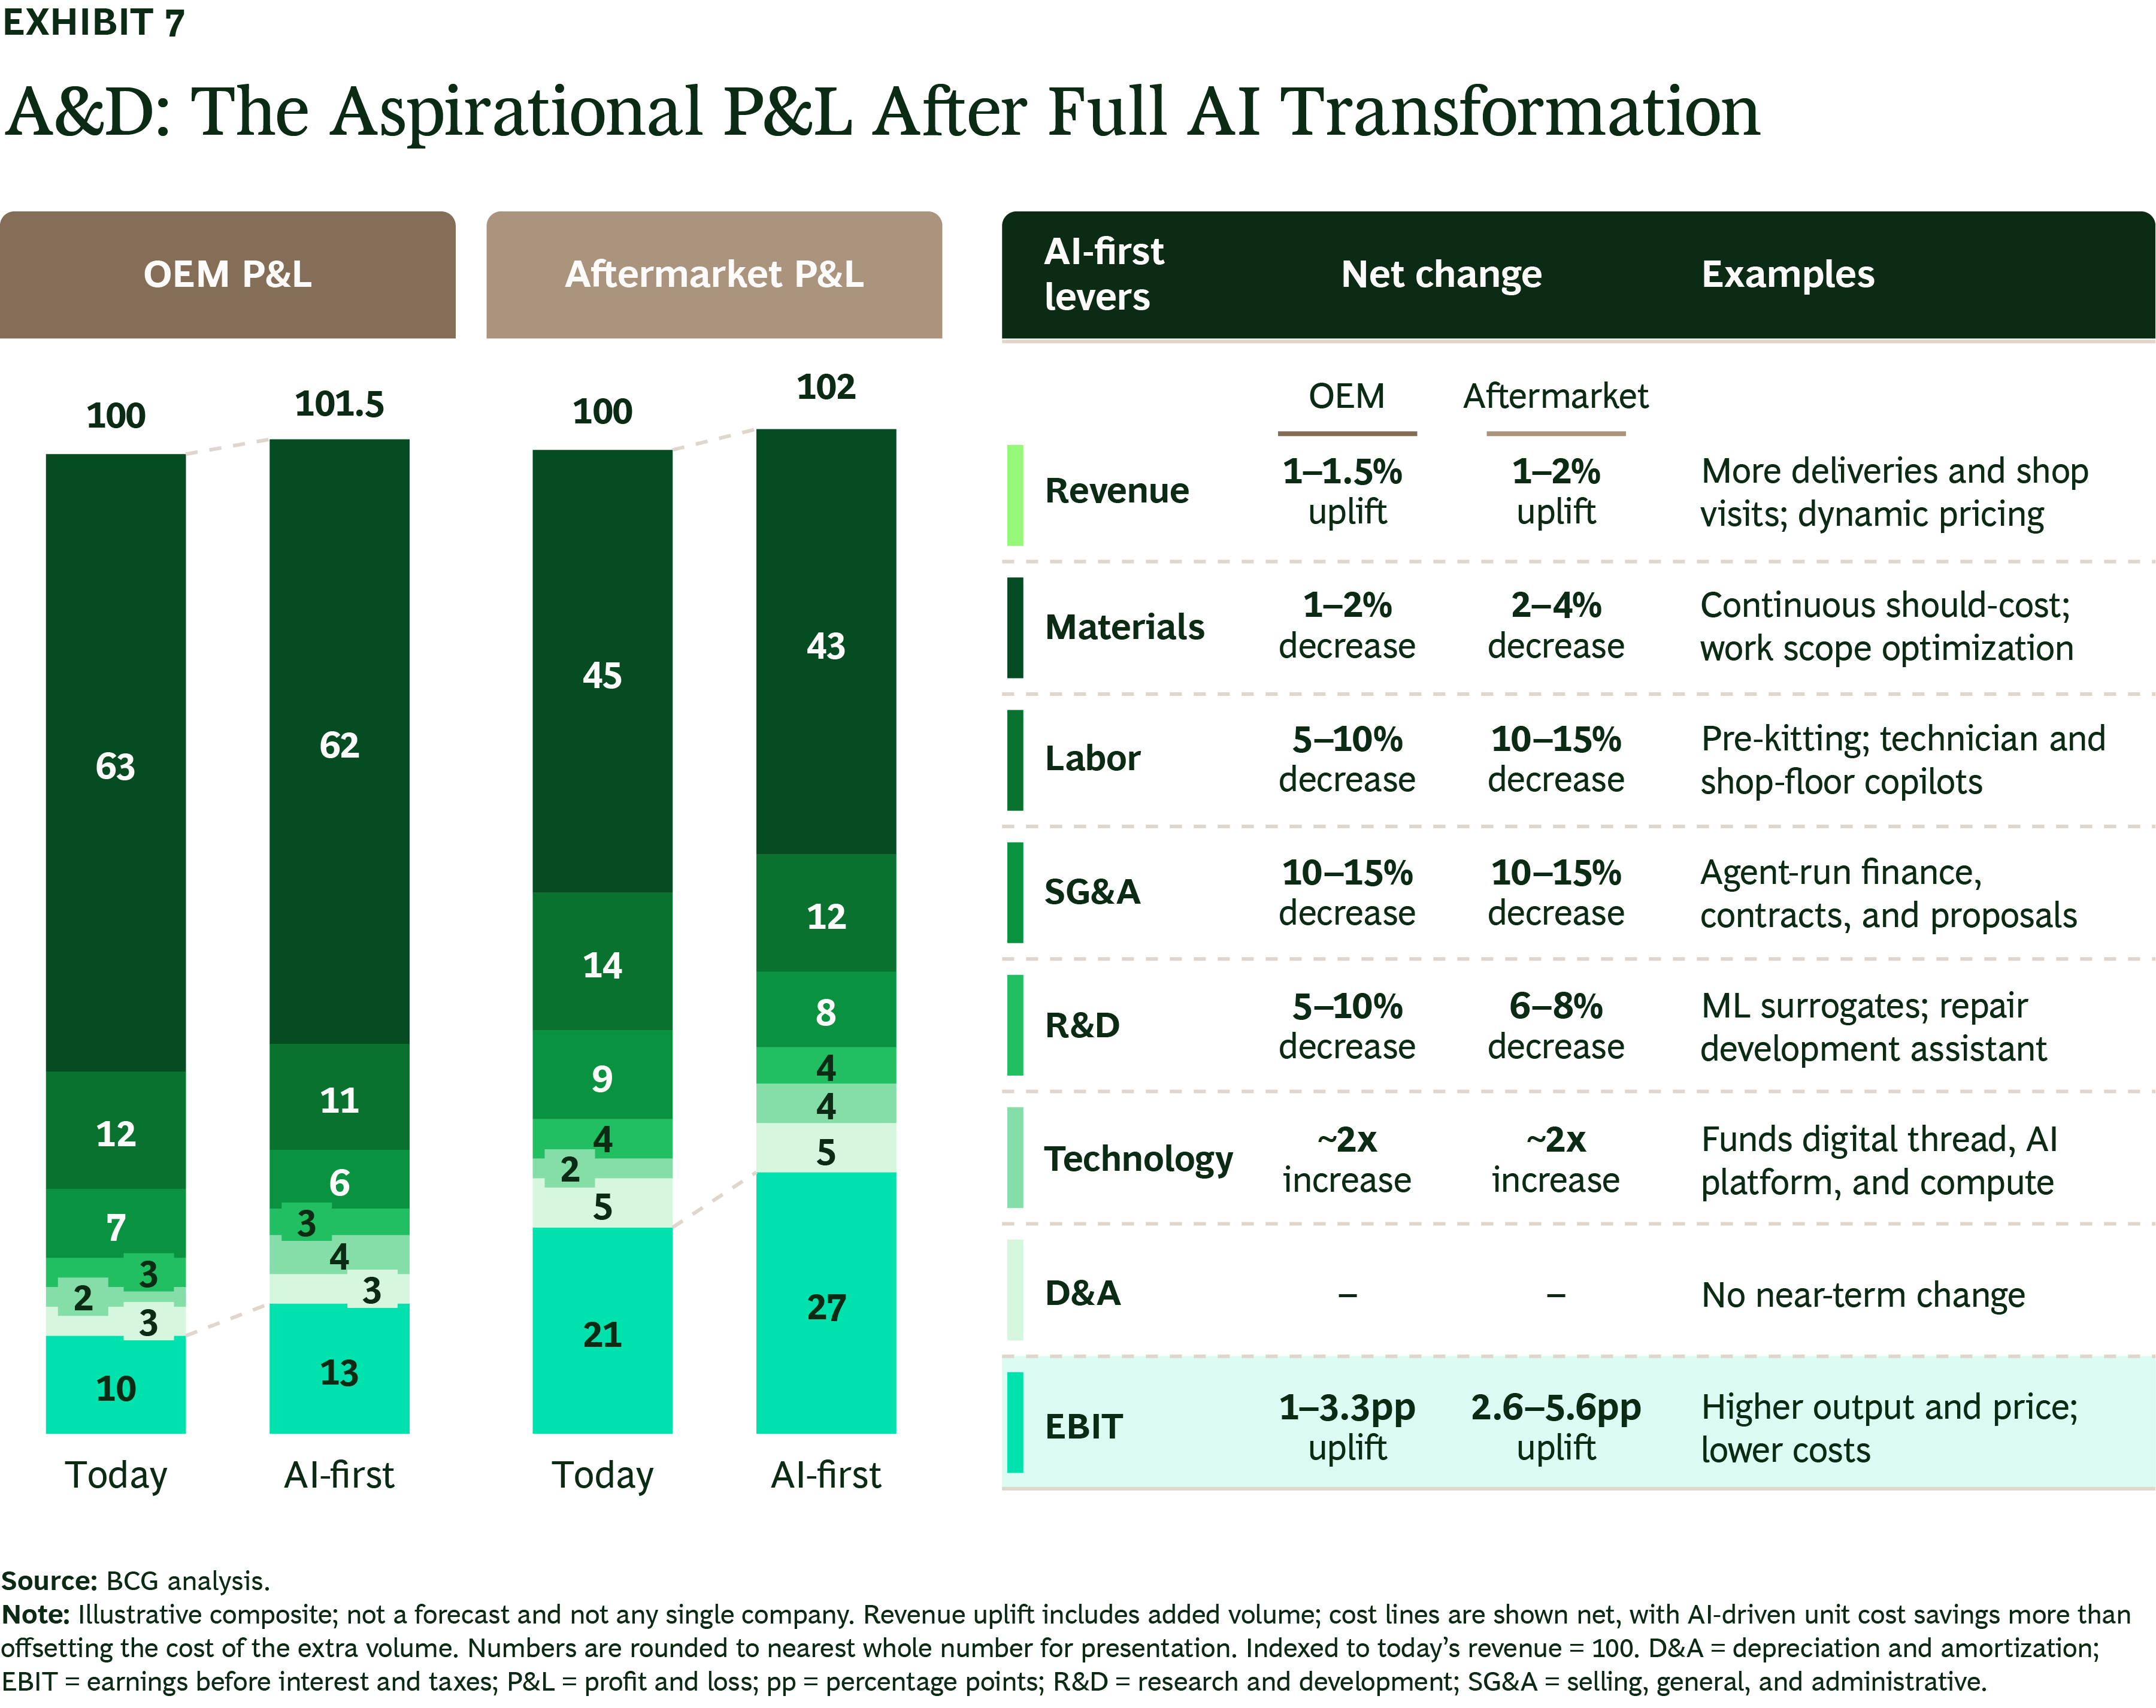 EXHIBIT 7
A&D: The Aspirational P&L After Full AI Transformation
OEM P&L
100
63
12
7
3
2
3
10
Today
101.5
62
11
6
3
4
3
13
AI-first
Aftermarket P&L
100
45
14
9
4
2
5
21
Today
102
43
12
8
4
4
5
27
AI-first
AI-first
levers
Net change
Examples
OEM
Aftermarket
Revenue
1–1.5%
uplift
1–2%
uplift
More deliveries and shop
visits; dynamic pricing
Materials
1–2%
decrease
2–4%
decrease
Continuous should-cost;
work scope optimization
Labor
5–10%
decrease
10–15%
decrease
Pre-kitting; technician and
shop-floor copilots
SG&A
10–15%
decrease
10–15%
decrease
Agent-run finance,
contracts, and proposals
R&D
5–10%
decrease
6–8%
decrease
ML surrogates; repair
development assistant
Technology
~2x
increase
~2x
increase
Funds digital thread, AI
platform, and compute
D&A
–
–
No near-term change
EBIT
1–3.3pp
uplift
2.6–5.6pp
uplift
Higher output and price;
lower costs
Source: BCG analysis.
Note: Illustrative composite; not a forecast and not any single company. Revenue uplift includes added volume; cost lines are shown net, with AI-driven unit cost savings more than
offsetting the cost of the extra volume. Numbers are rounded to nearest whole number for presentation. Indexed to today’s revenue = 100. D&A = depreciation and amortization;
EBIT = earnings before interest and taxes; P&L = profit and loss; pp = percentage points; R&D = research and development; SG&A = selling, general, and administrative.